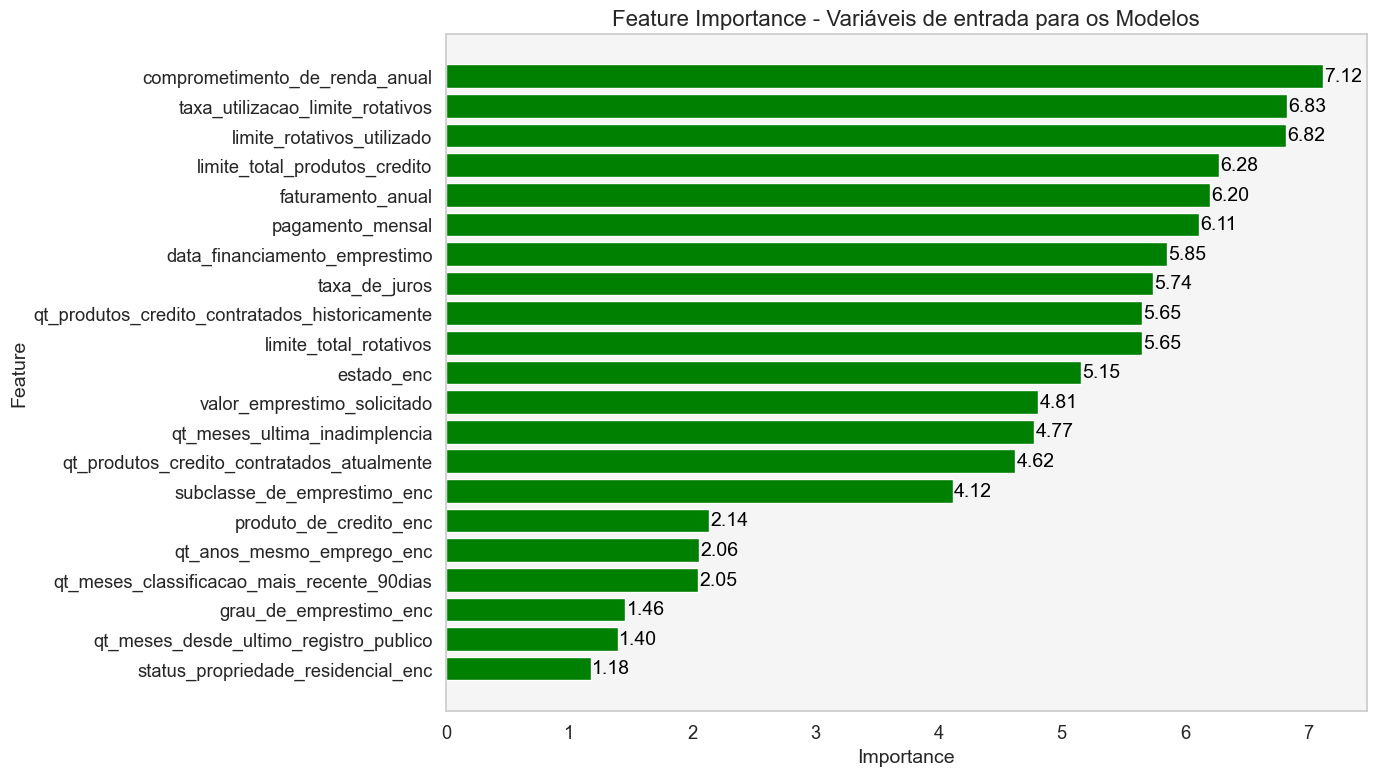 Feature Importance - Variáveis de entrada para os Modelos
Feature
comprometimento_de_renda_anual 7.12
taxa_utilizacao_limite_rotativos 6.83
limite_rotativos_utilizado 6.82
limite_total_produtos_credito 6.28
faturamento_anual 6.20
pagamento_mensal 6.11
data_financiamento_emprestimo 5.85
taxa_de_juros 5.74
qt_produtos_credito_contratados_historicamente 5.65
limite_total_rotativos 5.65
estado_enc 5.15
valor_emprestimo_solicitado 4.81
qt_meses_ultima_inadimplencia 4.77
qt_produtos_credito_contratados_atualmente 4.62
subclasse_de_emprestimo_enc 4.12
produto_de_credito_enc 2.14
qt_anos_mesmo_emprego_enc 2.06
qt_meses_classificacao_mais_recente_90dias 2.05
grau_de_emprestimo_enc 1.46
qt_meses_desde_ultimo_registro_publico 1.40
status_propriedade_residencial_enc 1.18
0 1 2 3 4 5 6 7
Importance